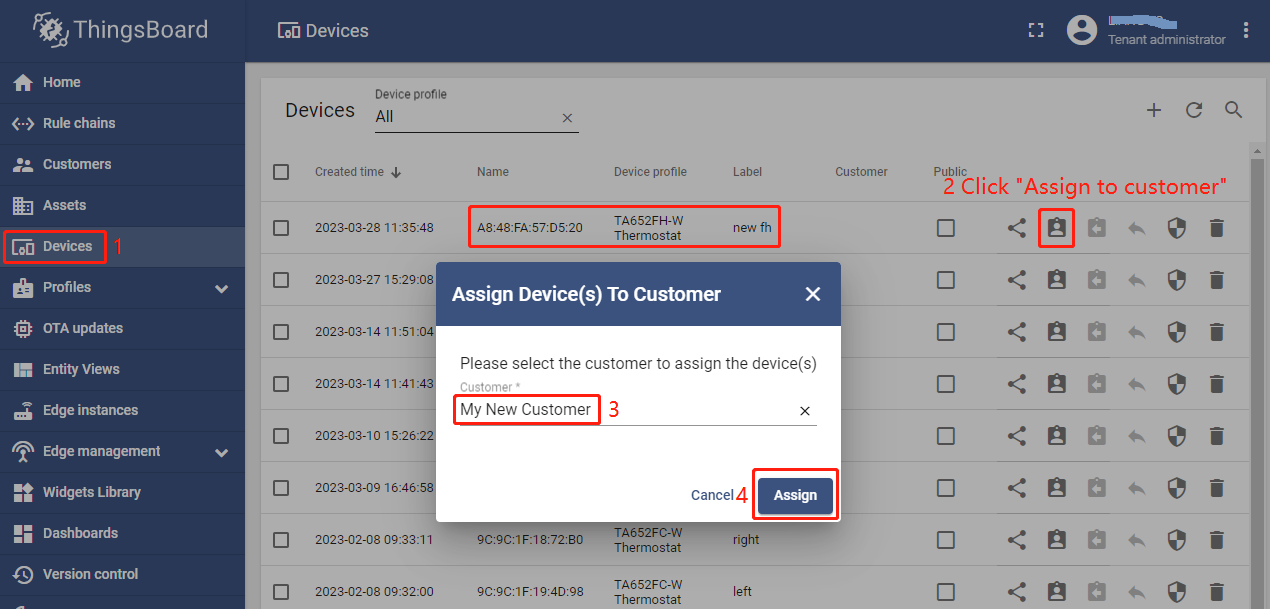 ThingsBoard
Devices
Tenant administrator
Home
Rule chains
Customers
Assets
Devices 1
Profiles
OTA updates
Entity Views
Edge instances
Edge management
Widgets Library
Dashboards
Version control
Devices
Device profile
All
Created time Name Device profile Label Customer Public
2 Click "Assign to customer"
2023-03-28 11:35:48 A8:48:FA:57:D5:20 TA652FH-W Thermostat new fh
2023-03-27 15:29:08
2023-03-14 11:51:04
2023-03-14 11:41:43
2023-03-10 15:26:22
2023-03-09 16:46:58
2023-02-08 09:33:11 9C:9C:1F:18:72:B0 TA652FC-W Thermostat right
2023-02-08 09:32:00 9C:9C:1F:19:4D:98 TA652FC-W Thermostat left
Assign Device(s) To Customer
Please select the customer to assign the device(s)
Customer *
My New Customer 3
Cancel 4 Assign